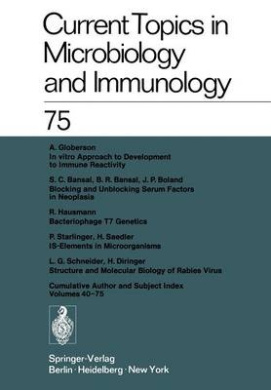 Current Topics in
Microbiology
and Immunology
75
A. Globerson
In vitro Approach to Development
to Immune Reactivity
S. C. Bansal, B. R. Bansal, J. P. Boland
Blocking and Unblocking Serum Factors
in Neoplasia
R. Hausmann
Bacteriophage T7 Genetics
P. Starlinger, H. Saedler
IS-Elements in Microorganisms
L. G. Schneider, H. Diringer
Structure and Molecular Biology of Rabies Virus
Cumulative Author and Subject Index
Volumes 40–75
Springer-Verlag
Berlin · Heidelberg · New York